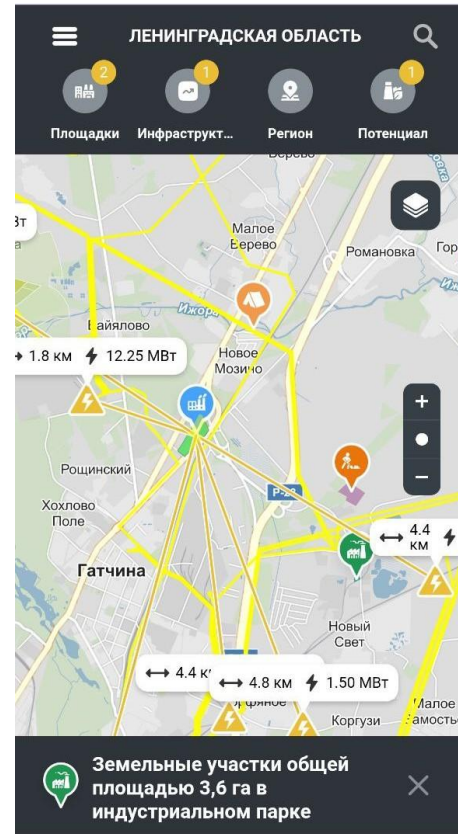 ЛЕНИНГРАДСКАЯ ОБЛАСТЬ
2
1
1
Площадки
Инфраструкт...
Регион
Потенциал
Малое
Верево
Романовка
Гор
Ижора
Вт
Вайялово
1.8 км 12.25 МВт
Новое
Мозино
+
−
Рощинский
Р-23
Хохлово
Поле
4.4
км
Гатчина
Новый
Свет
4.4 к
4.8 км 1.50 МВт
Малое
Замость
Коргузи
Земельные участки общей
площадью 3,6 га в
индустриальном парке